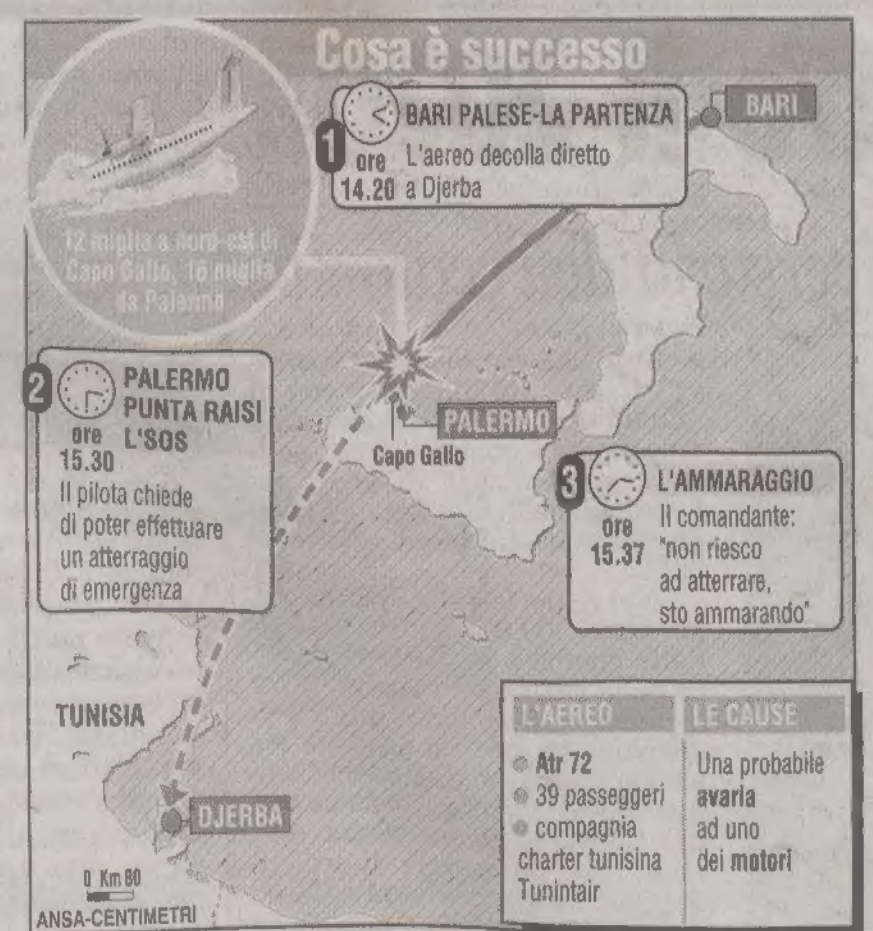 Cosa è successo
1
BARI PALESE-LA PARTENZA
ore
14.20
L'aereo decolla diretto
a Djerba
BARI
12 miglia a nord-est di
Capo Gallo, 16 miglia
da Palermo
2
PALERMO
PUNTA RAISI
L'SOS
ore
15.30
Il pilota chiede
di poter effettuare
un atterraggio
di emergenza
PALERMO
Capo Gallo
3
L'AMMARAGGIO
ore
15.37
Il comandante:
"non riesco
ad atterrare,
sto ammarando"
TUNISIA
DJERBA
0 Km 80
ANSA-CENTIMETRI
L'AEREO
Atr 72
39 passeggeri
compagnia
charter tunisina
Tunintair
LE CAUSE
Una probabile
avaria
ad uno
dei motori